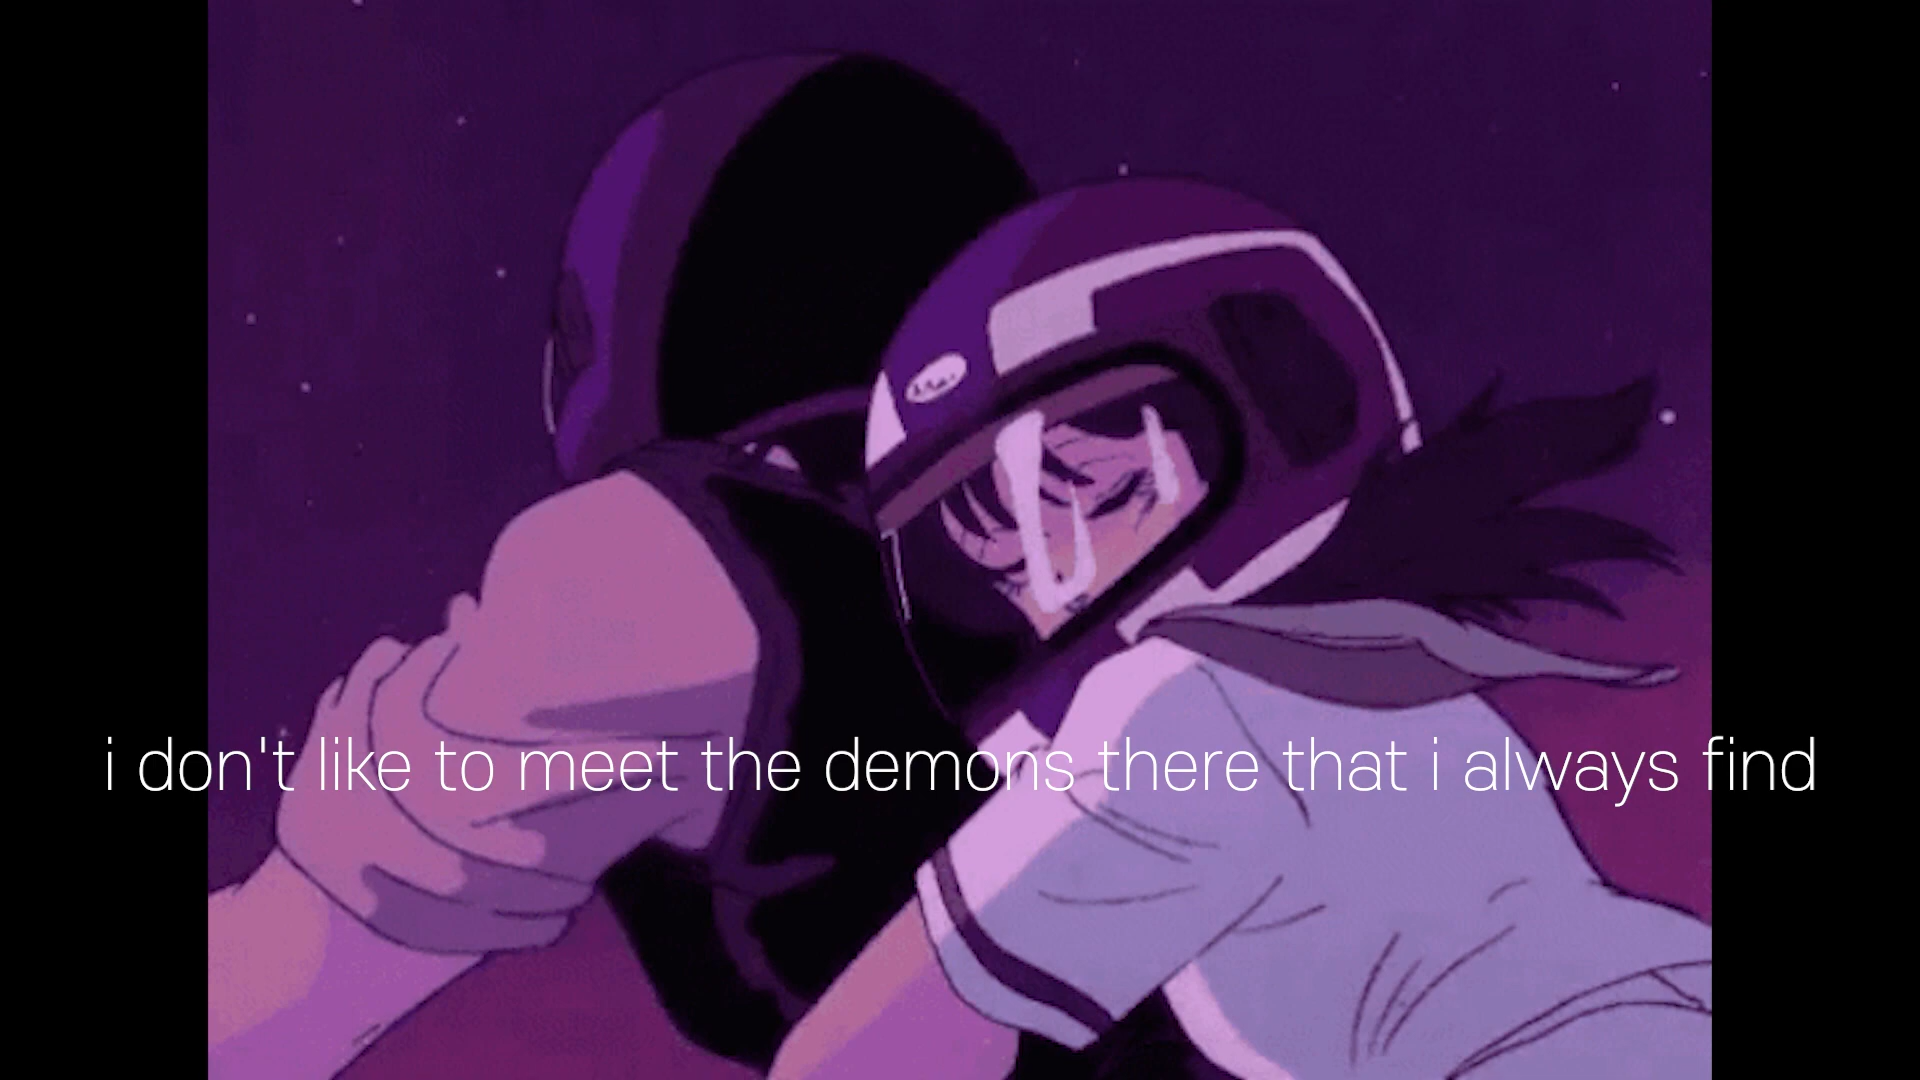 i don't like to meet the demons there that i always find